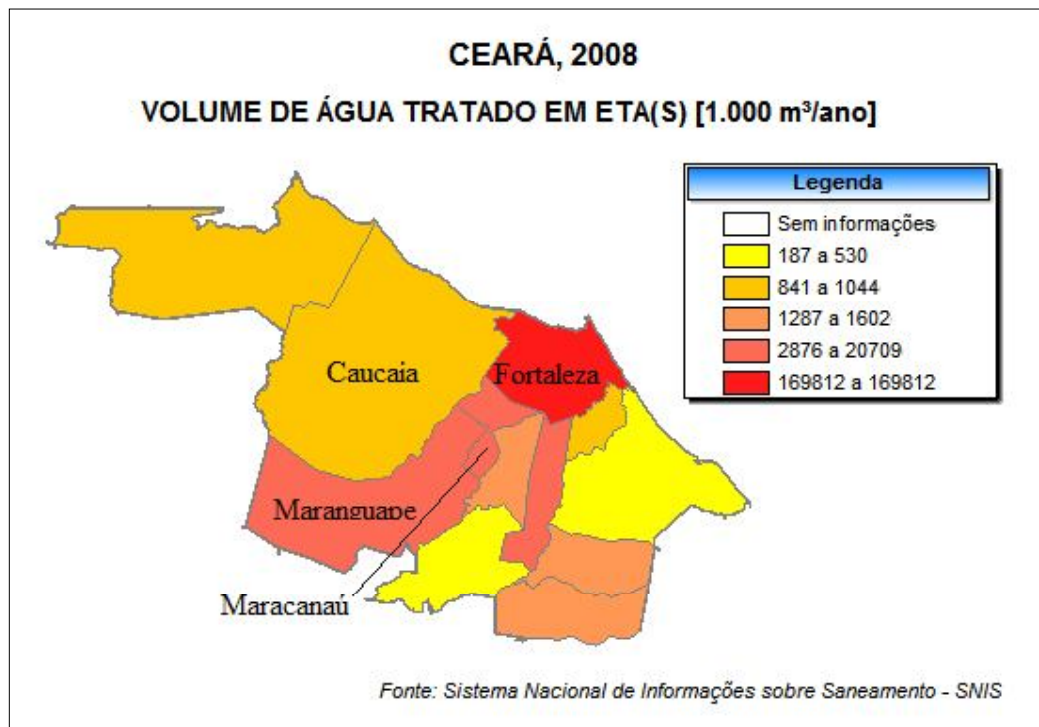 CEARÁ, 2008
VOLUME DE ÁGUA TRATADO EM ETA(S) [1.000 m³/ano]
Legenda
Sem informações
187 a 530
841 a 1044
1287 a 1602
2876 a 20709
169812 a 169812
Caucaia
Fortaleza
Maranguape
Maracanaú
Fonte: Sistema Nacional de Informações sobre Saneamento - SNIS